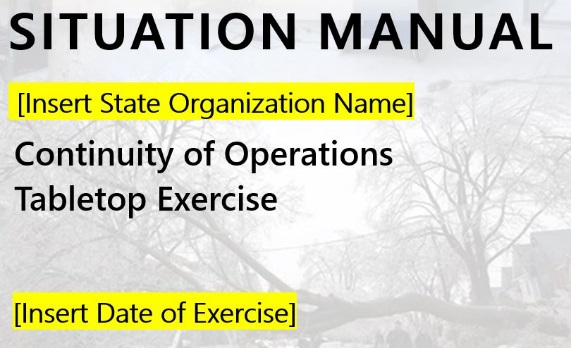 SITUATION MANUAL
[Insert State Organization Name]
Continuity of Operations
Tabletop Exercise
[Insert Date of Exercise]